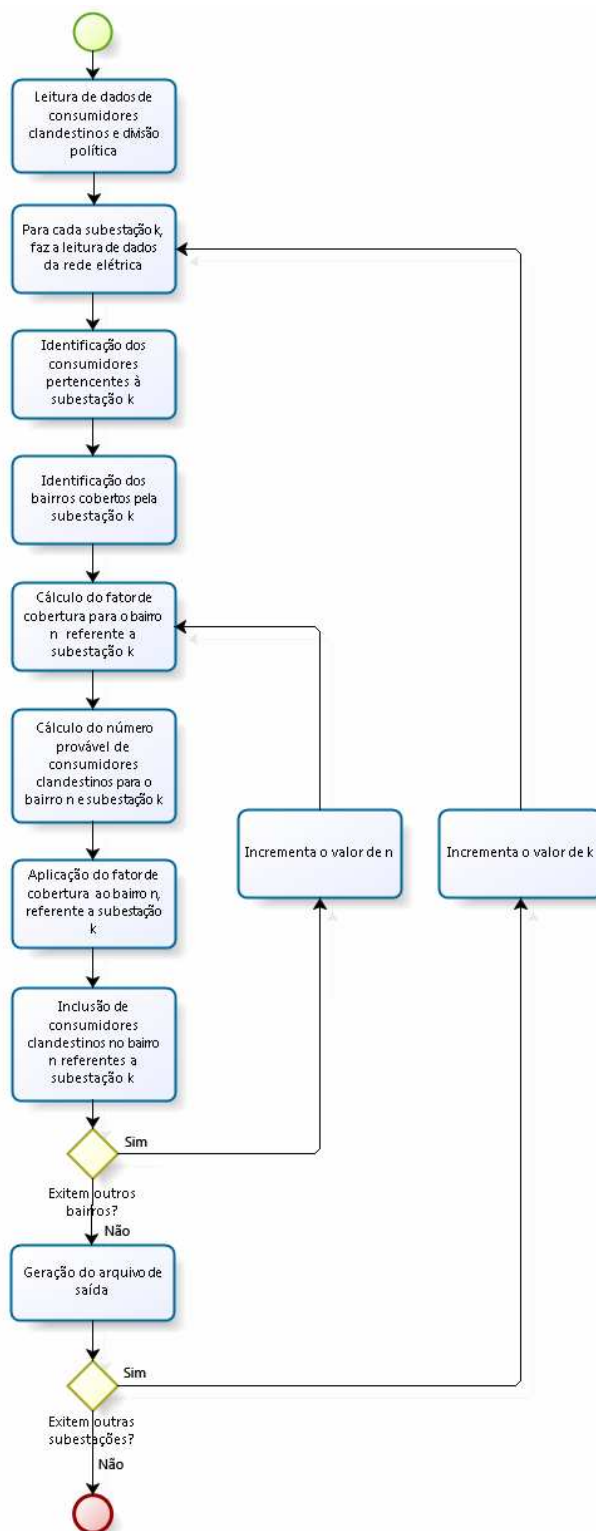 Leitura de dados de
consumidores
clandestinos e divisão
política
Para cada subestação k,
faz a leitura de dados
da rede elétrica
Identificação dos
consumidores
pertencentes à
subestação k
Identificação dos
bairros cobertos pela
subestação k
Cálculo do fator de
cobertura para o bairro
n referente a
subestação k
Cálculo do número
provável de
consumidores
clandestinos para o
bairro n e subestação k
Incrementa o valor de n
Incrementa o valor de k
Aplicação do fator de
cobertura ao bairro n,
referente a subestação
k
Inclusão de
consumidores
clandestinos no bairro
n referentes a
subestação k
Sim
Exitem outros
bairros?
Não
Geração do arquivo de
saída
Sim
Exitem outras
subestações?
Não